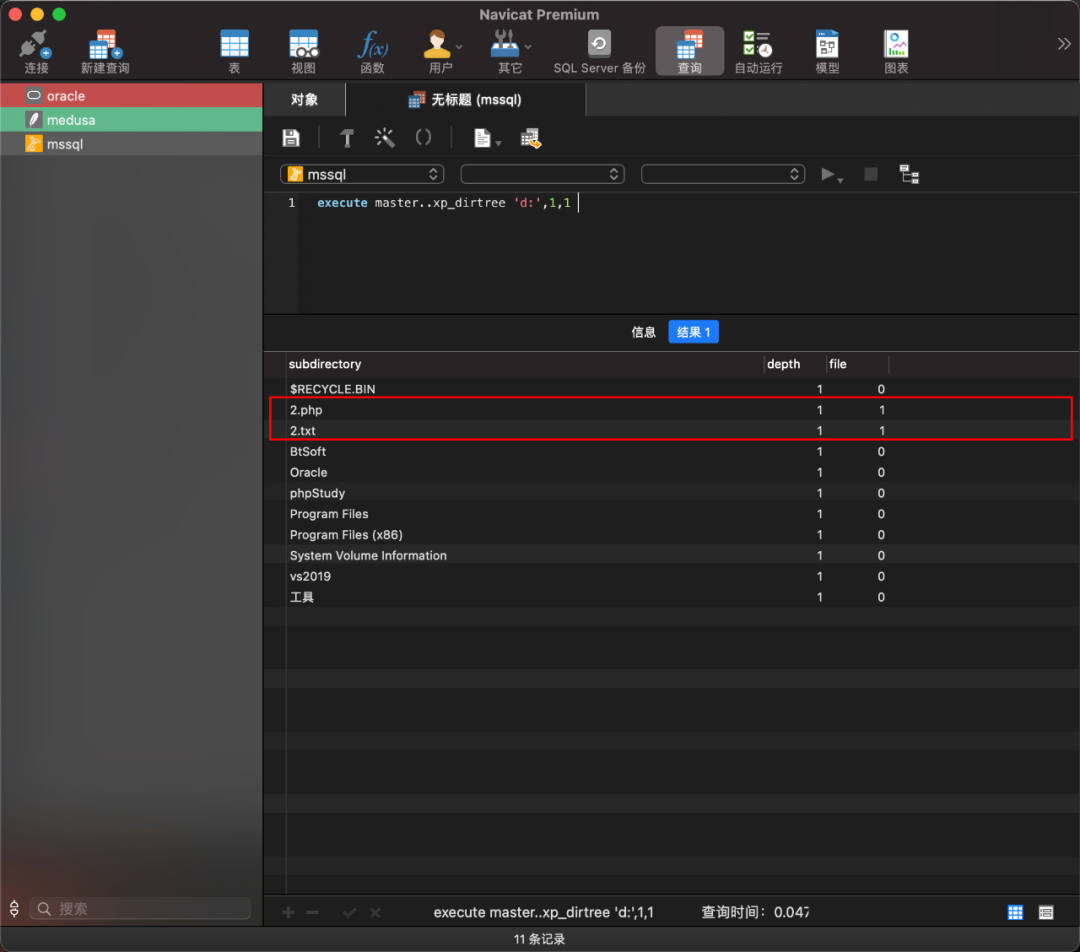 Navicat Premium
连接
新建查询
表
视图
f(x)
函数
用户
其它
SQL Server 备份
查询
自动运行
模型
图表
oracle
medusa
mssql
对象
无标题 (mssql)
mssql
1 execute master..xp_dirtree 'd:',1,1
信息 结果 1
subdirectory depth file
$RECYCLE.BIN 1 0
2.php 1 1
2.txt 1 1
BtSoft 1 0
Oracle 1 0
phpStudy 1 0
Program Files 1 0
Program Files (x86) 1 0
System Volume Information 1 0
vs2019 1 0
工具 1 0
搜索
execute master..xp_dirtree 'd:',1,1
查询时间: 0.047
11 条记录